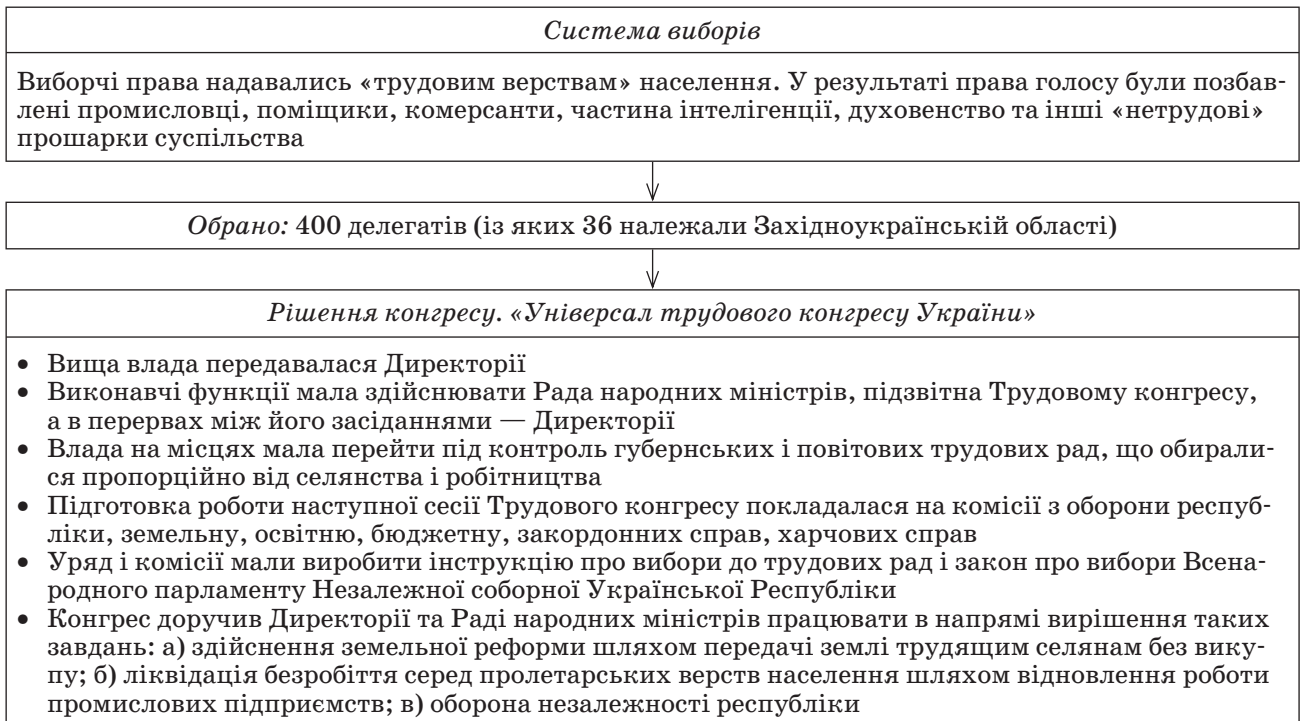 Система виборів
Виборчі права надавались «трудовим верствам» населення. У результаті права голосу були позбав-
лені промисловці, поміщики, комерсанти, частина інтелігенції, духовенство та інші «нетрудові»
прошарки суспільства
Обрано: 400 делегатів (із яких 36 належали Західноукраїнській області)
Рішення конгресу. «Універсал трудового конгресу України»
• Вища влада передавалася Директорії
• Виконавчі функції мала здійснювати Рада народних міністрів, підзвітна Трудовому конгресу,
а в перервах між його засіданнями — Директорії
• Влада на місцях мала перейти під контроль губернських і повітових трудових рад, що обирали-
ся пропорційно від селянства і робітництва
• Підготовка роботи наступної сесії Трудового конгресу покладалася на комісії з оборони респуб-
ліки, земельну, освітню, бюджетну, закордонних справ, харчових справ
• Уряд і комісії мали виробити інструкцію про вибори до трудових рад і закон про вибори Всена-
родного парламенту Незалежної соборної Української Республіки
• Конгрес доручив Директорії та Раді народних міністрів працювати в напрямі вирішення таких
завдань: а) здійснення земельної реформи шляхом передачі землі трудящим селянам без вику-
пу; б) ліквідація безробіття серед пролетарських верств населення шляхом відновлення роботи
промислових підприємств; в) оборона незалежності республіки